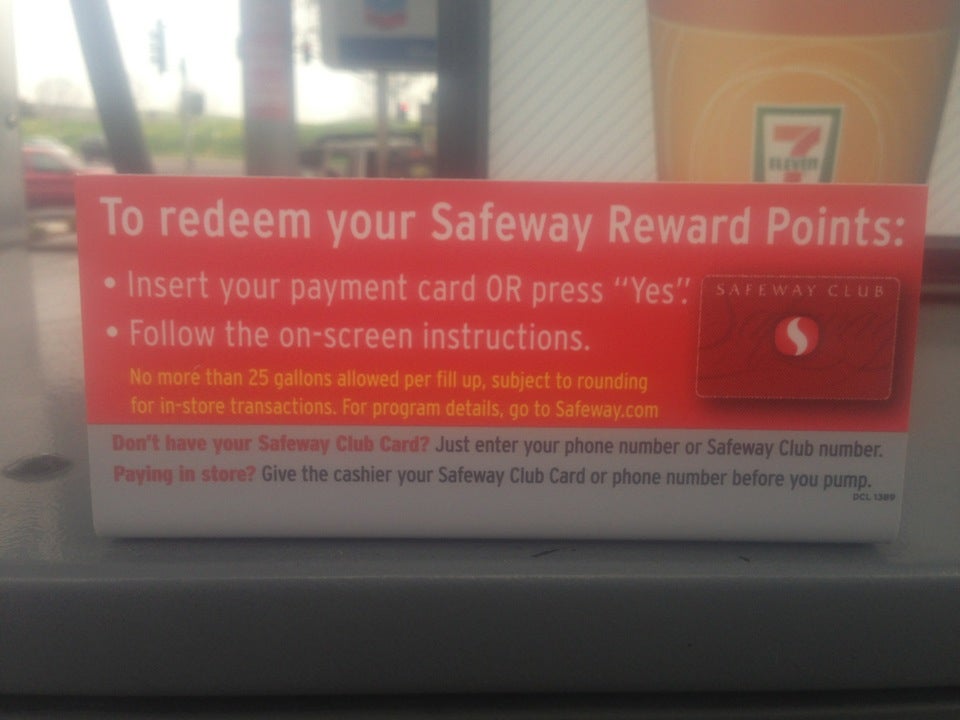 7
ELEVEN
To redeem your Safeway Reward Points:
• Insert your payment card OR press “Yes”.
• Follow the on-screen instructions.
SAFEWAY CLUB
No more than 25 gallons allowed per fill up, subject to rounding
for in-store transactions. For program details, go to Safeway.com
Don't have your Safeway Club Card? Just enter your phone number or Safeway Club number.
Paying in store? Give the cashier your Safeway Club Card or phone number before you pump.
DCL 1389